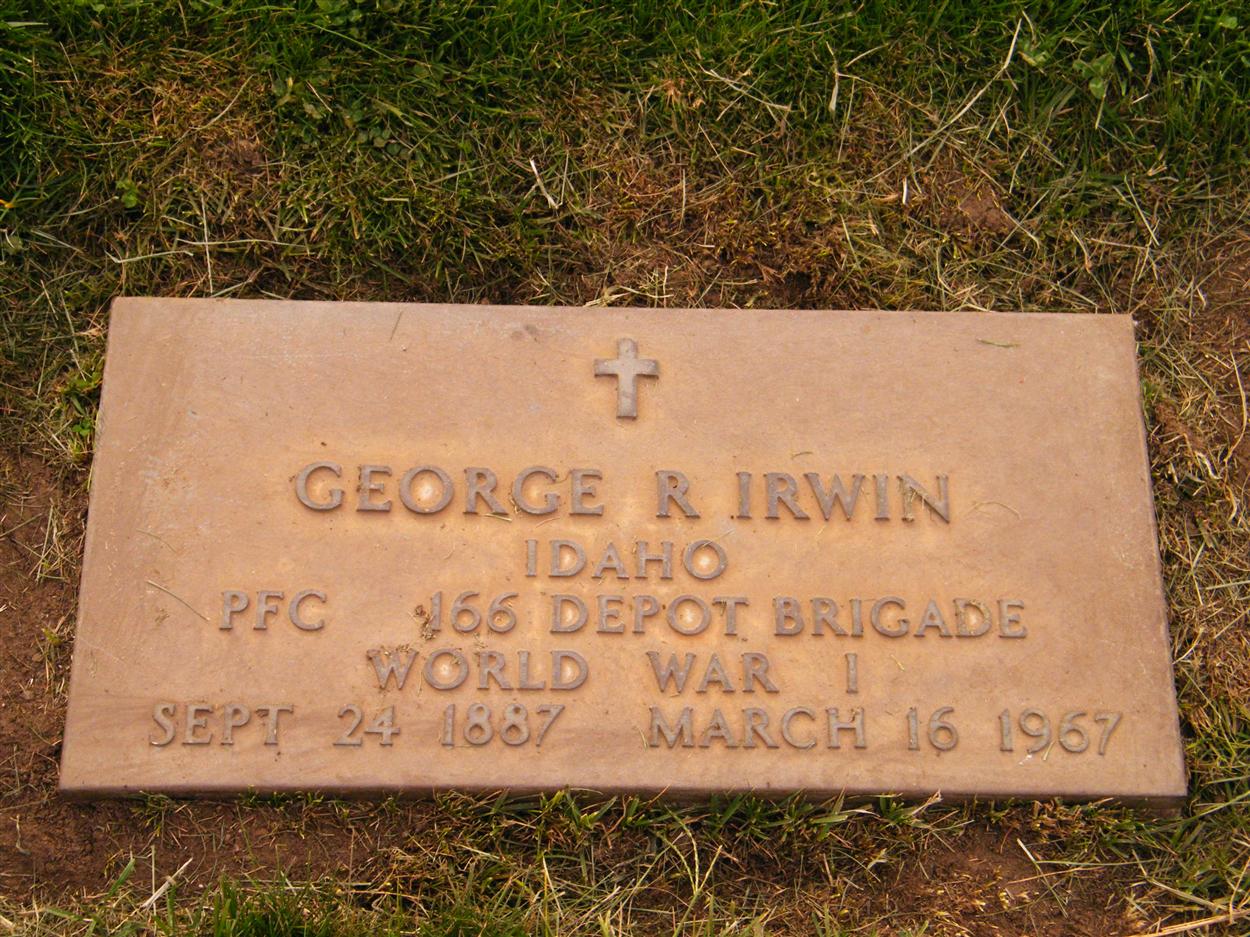 GEORGE R IRWIN
IDAHO
PFC 166 DEPOT BRIGADE
WORLD WAR I
SEPT 24 1887 MARCH 16 1967